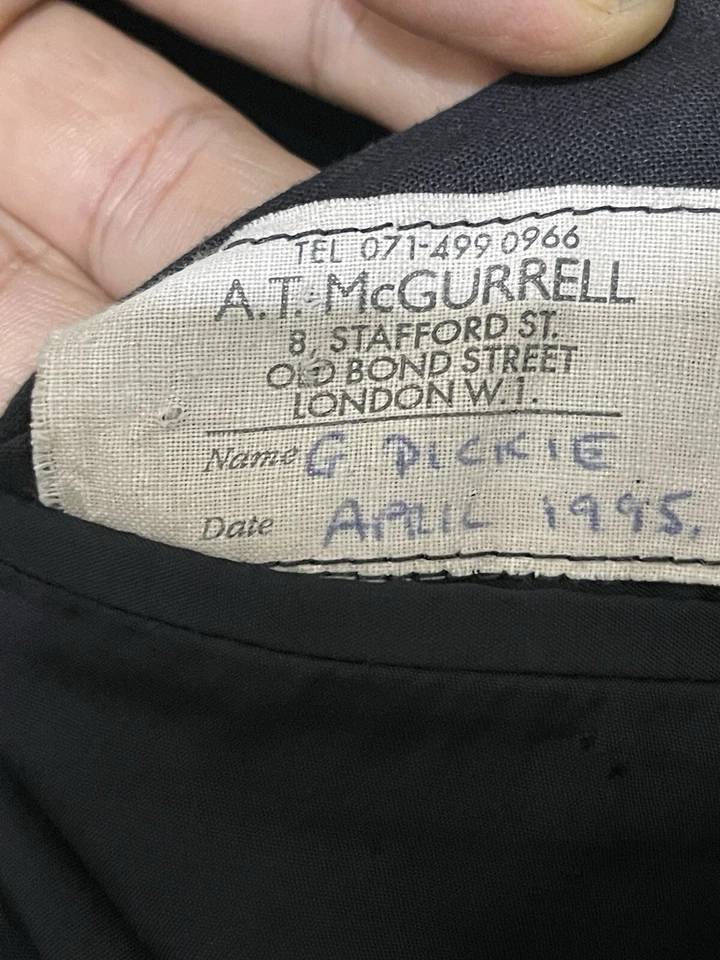 TEL 071-499 0966
A.T. McGURRELL
8, STAFFORD ST.
OLD BOND STREET
LONDON W.1.
Name G DICKIE
Date APRIL 1995.